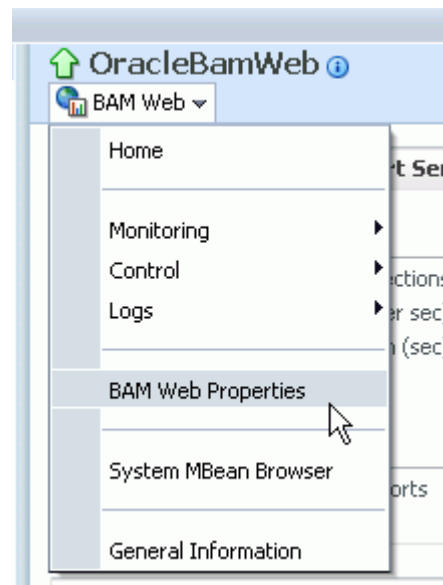 OracleBamWeb
BAM Web
Home
Monitoring
Control
Logs
BAM Web Properties
System MBean Browser
General Information